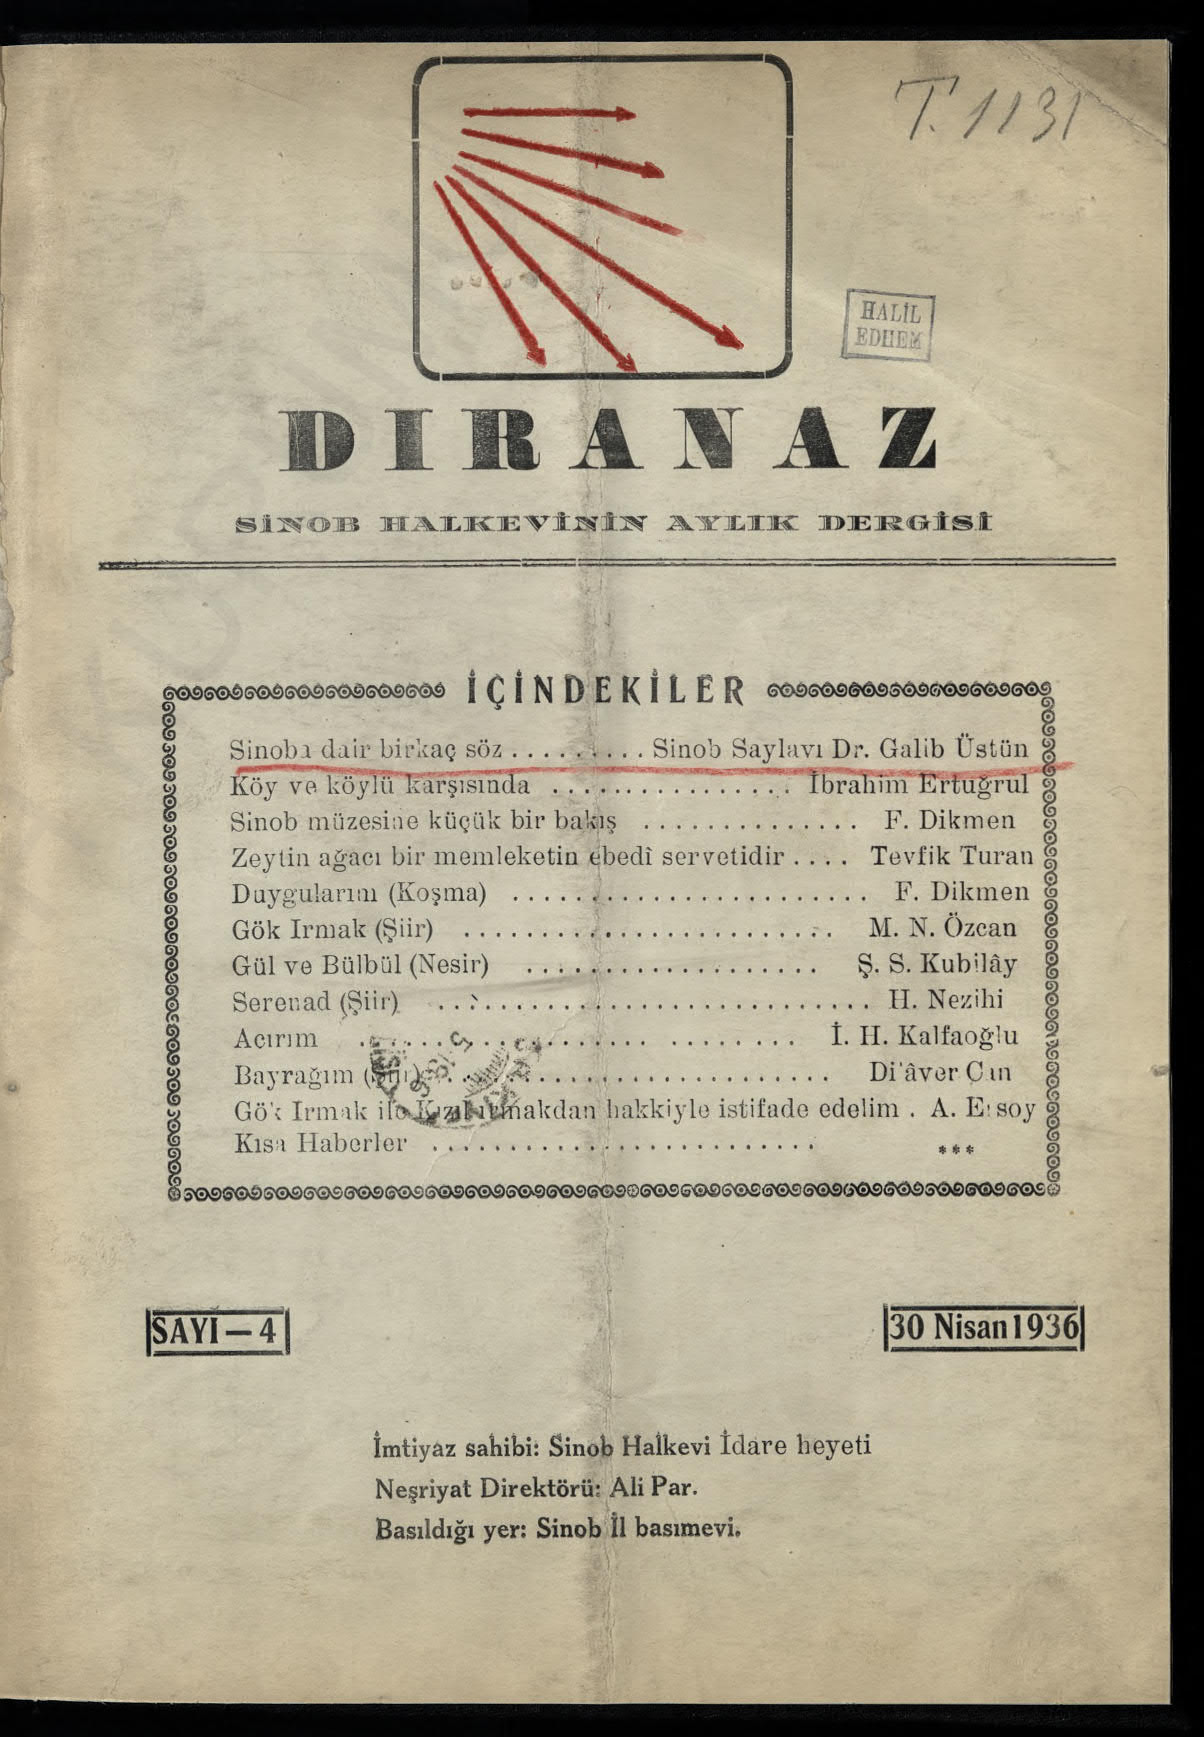 T. 1131
HALİL
EDHEM
DIRANAZ
SİNOB HALKEVİNİN AYLIK DERGİSİ
İÇİNDEKİLER
Sinoba dair birkaç söz . . . . . . . . . Sinob Saylavı Dr. Galib Üstün
Köy ve köylü karşısında . . . . . . . . . . . . . . . . İbrahim Ertuğrul
Sinob müzesine küçük bir bakış . . . . . . . . . . . . . . F. Dikmen
Zeytin ağacı bir memleketin ebedî servetidir . . . . Tevfik Turan
Duygularım (Koşma) . . . . . . . . . . . . . . . . . . . . . . . F. Dikmen
Gök Irmak (Şiir) . . . . . . . . . . . . . . . . . . . . . . . . M. N. Özcan
Gül ve Bülbül (Nesir) . . . . . . . . . . . . . . . . . . . Ş. S. Kubilây
Serenad (Şiir) . . . . . . . . . . . . . . . . . . . . . . . . . . . . H. Nezihi
Acırım . . . . . . . . . . . . . . . . . . . . . . . . . . . İ. H. Kalfaoğlu
Bayrağım (Şiir) . . . . . . . . . . . . . . . . . . . . . . . . Dilâver Can
Gök Irmak ile Kızılırmakdan hakkiyle istifade edelim . A. Ersoy
Kısa Haberler . . . . . . . . . . . . . . . . . . . . . . . . . ***
SAYI — 4
30 Nisan 1936
İmtiyaz sahibi: Sinob Halkevi İdare heyeti
Neşriyat Direktörü: Ali Par.
Basıldığı yer: Sinob İl basımevi.